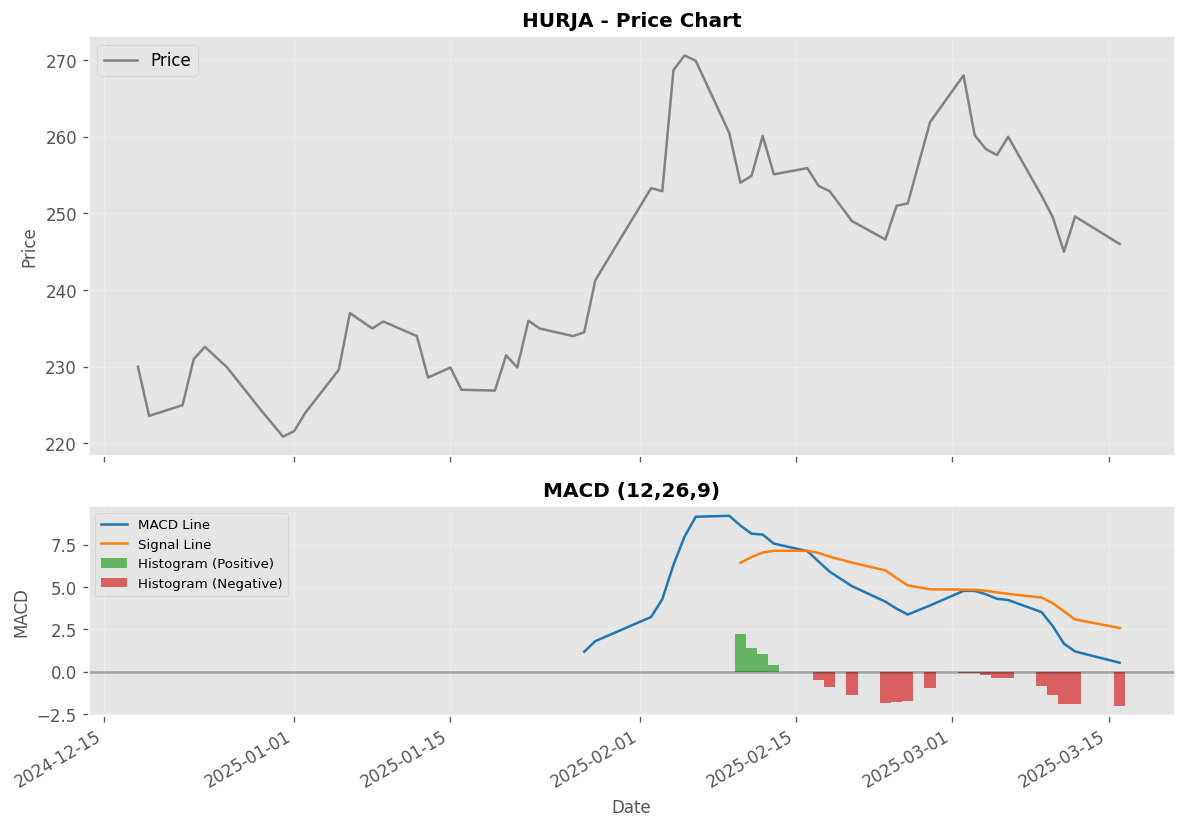 HURJA - Price Chart
Price
270
260
250
240
230
220
Price
MACD (12,26,9)
MACD Line
Signal Line
Histogram (Positive)
Histogram (Negative)
7.5
5.0
2.5
0.0
−2.5
MACD
2024-12-15
2025-01-01
2025-01-15
2025-02-01
2025-02-15
2025-03-01
2025-03-15
Date